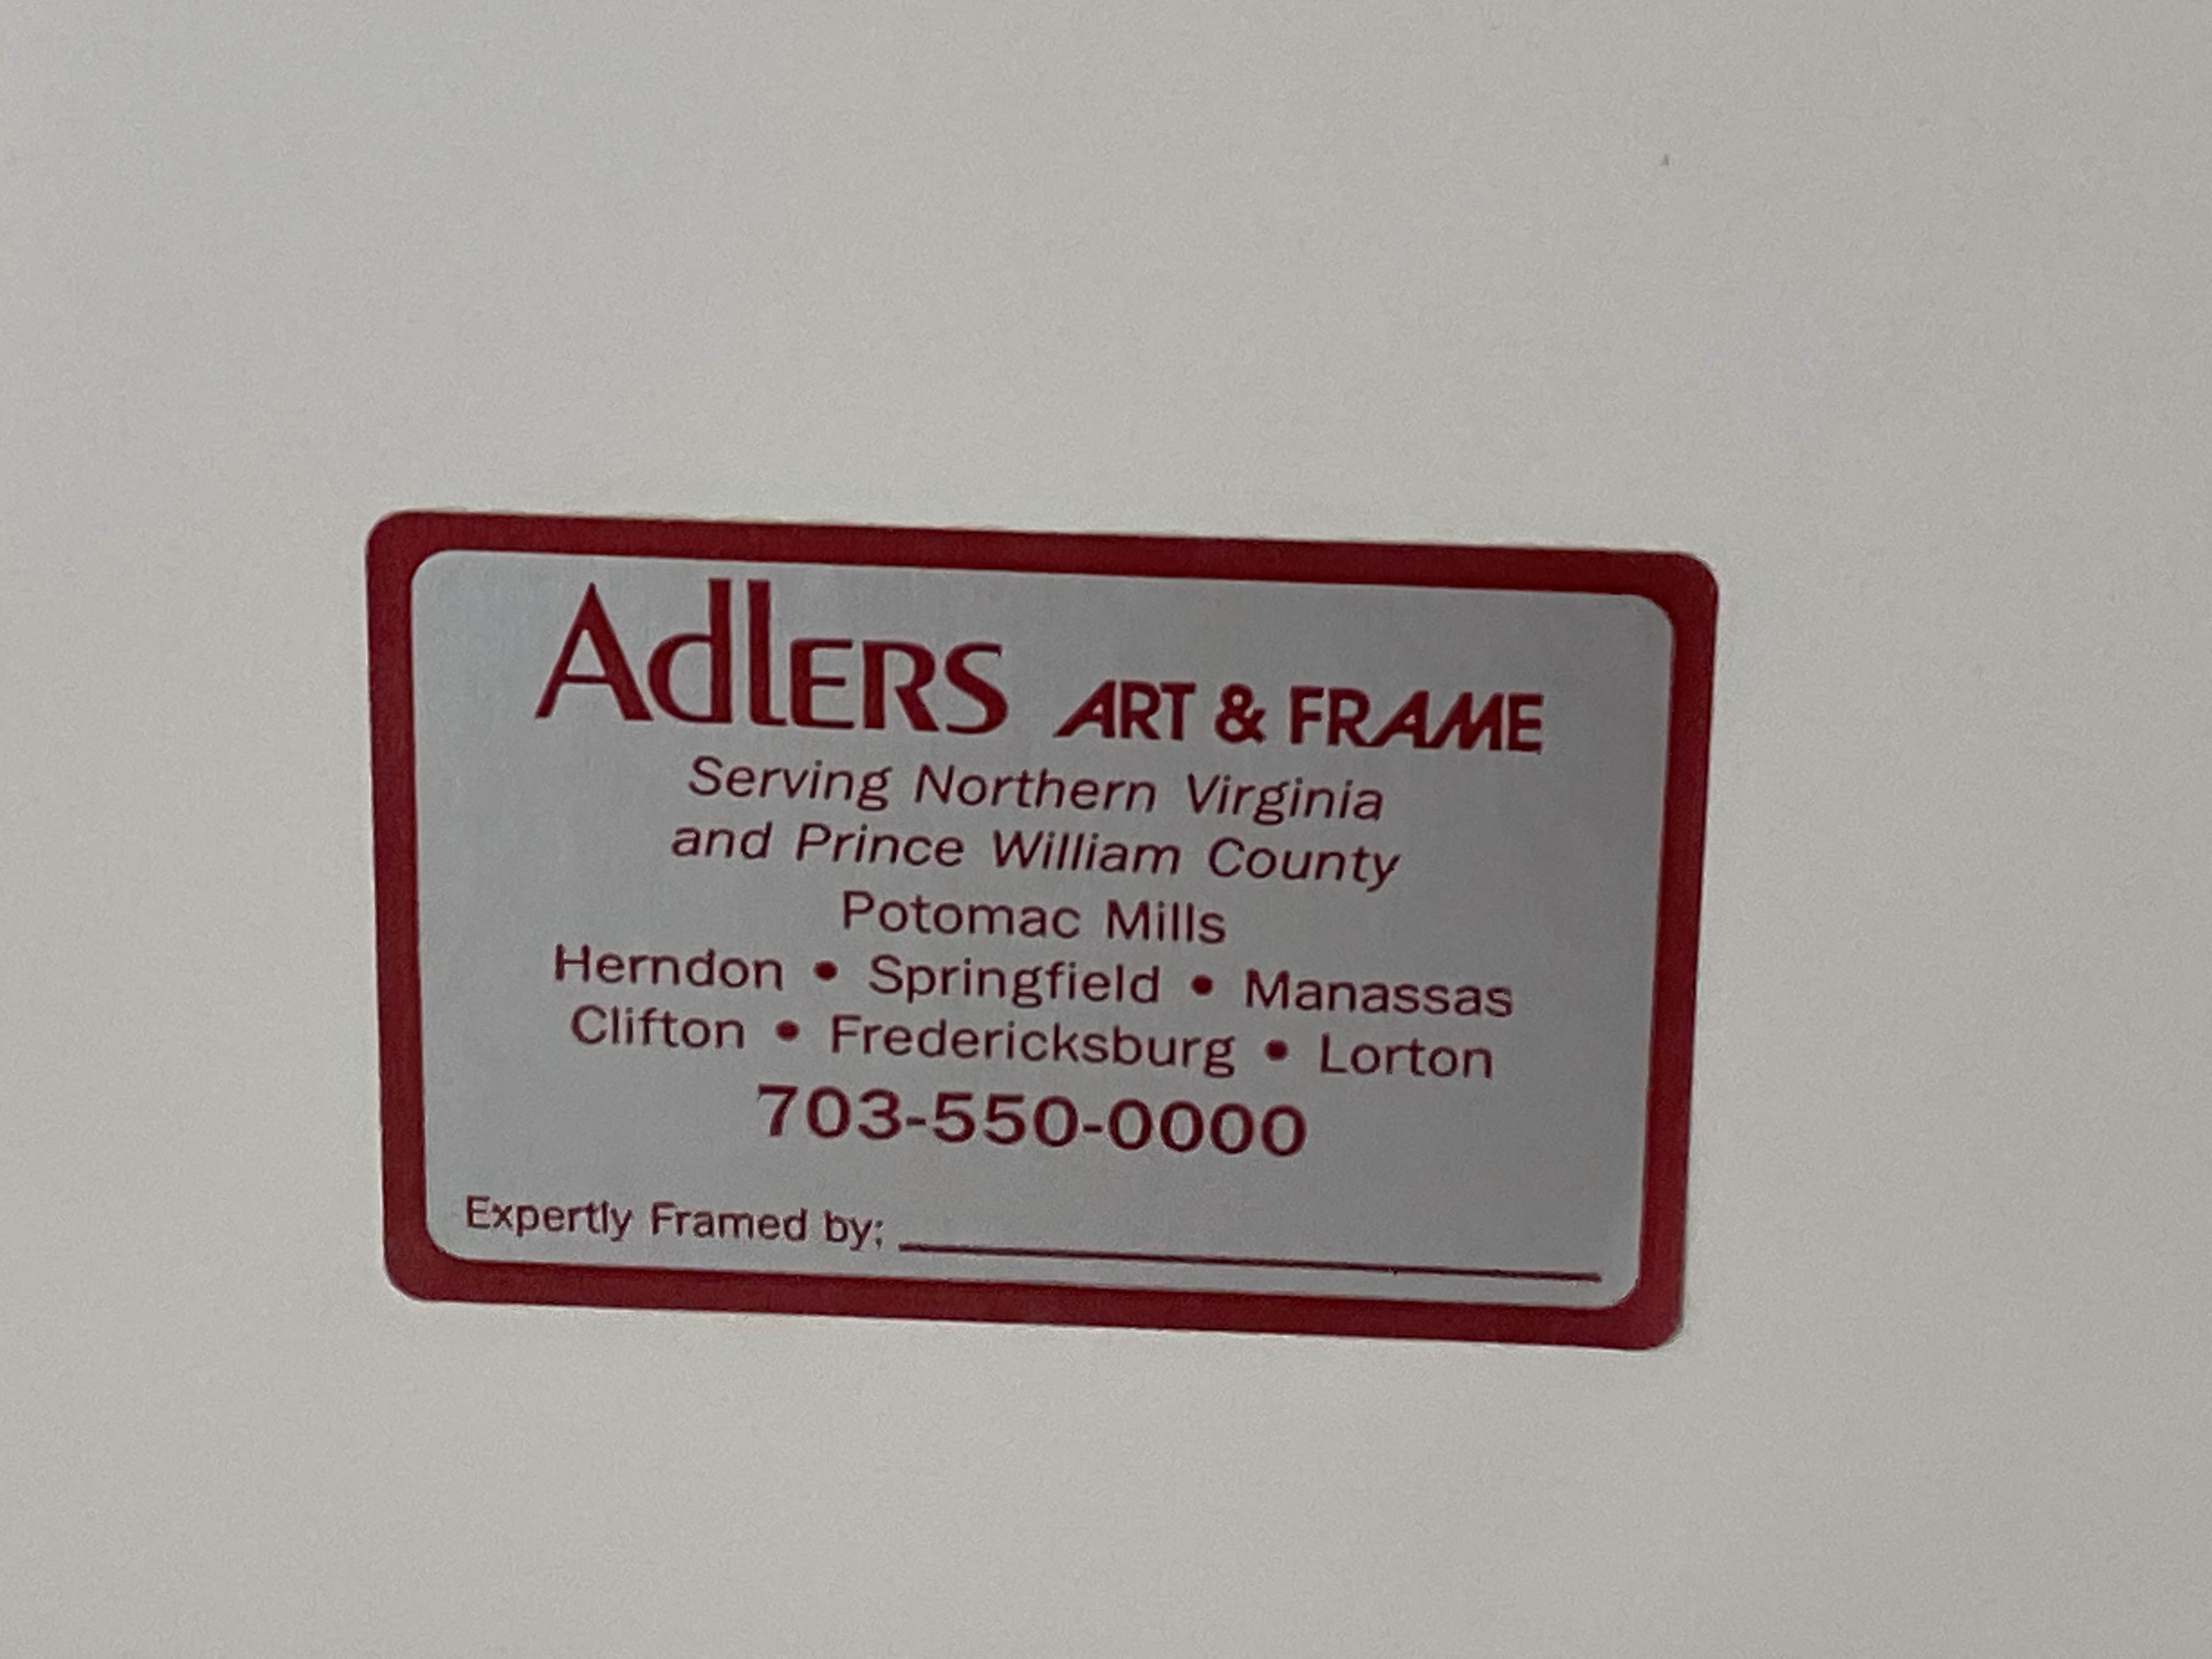 AdlERS ART & FRAME
Serving Northern Virginia
and Prince William County
Potomac Mills
Herndon • Springfield • Manassas
Clifton • Fredericksburg • Lorton
703-550-0000
Expertly Framed by: ____________________